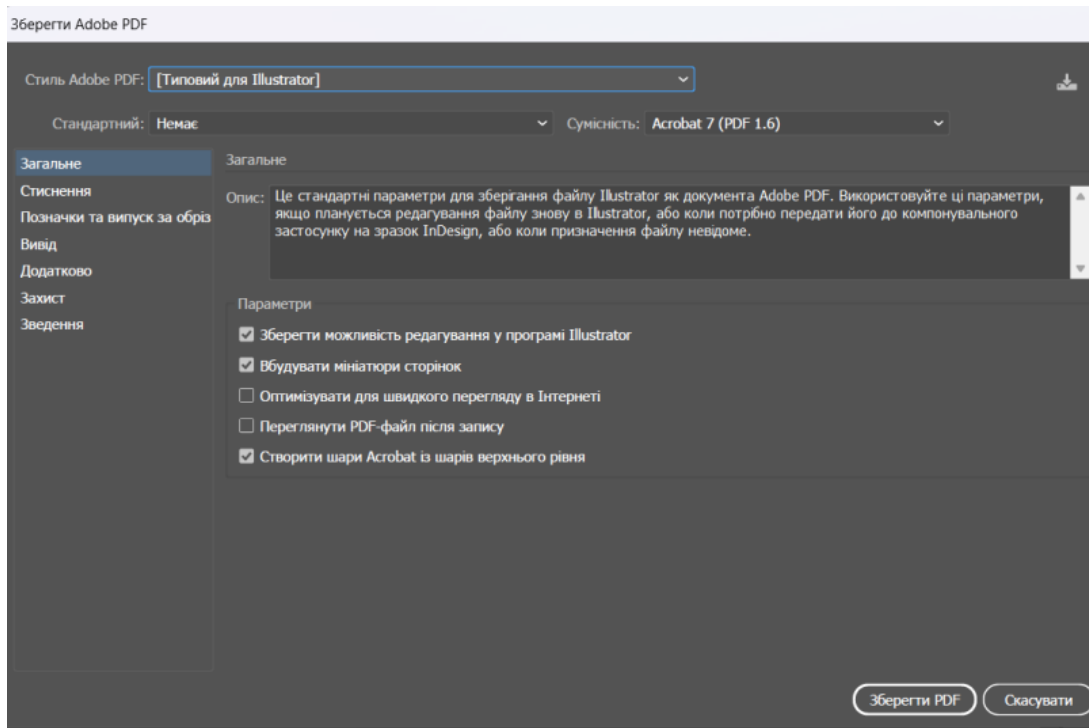 Зберегти Adobe PDF
Стиль Adobe PDF: [Типовий для Illustrator]
Стандартний: Немає Сумісність: Acrobat 7 (PDF 1.6)
Загальне
Стиснення
Позначки та випуск за обріз
Вивід
Додатково
Захист
Зведення
Загальне
Опис: Це стандартні параметри для зберігання файлу Illustrator як документа Adobe PDF. Використовуйте ці параметри,
якщо планується редагування файлу знову в Illustrator, або коли потрібно передати його до компонувального
застосунку на зразок InDesign, або коли призначення файлу невідоме.
Параметри
Зберегти можливість редагування у програмі Illustrator
Вбудувати мініатюри сторінок
Оптимізувати для швидкого перегляду в Інтернеті
Переглянути PDF-файл після запису
Створити шари Acrobat із шарів верхнього рівня
Зберегти PDF Скасувати